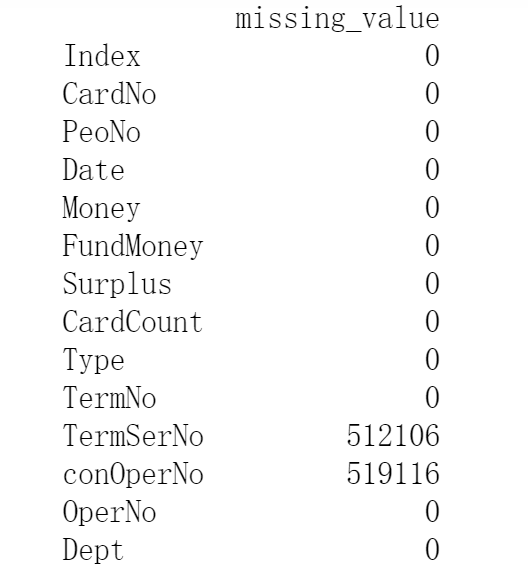 missing_value
Index 0
CardNo 0
PeoNo 0
Date 0
Money 0
FundMoney 0
Surplus 0
CardCount 0
Type 0
TermNo 0
TermSerNo 512106
conOperNo 519116
OperNo 0
Dept 0